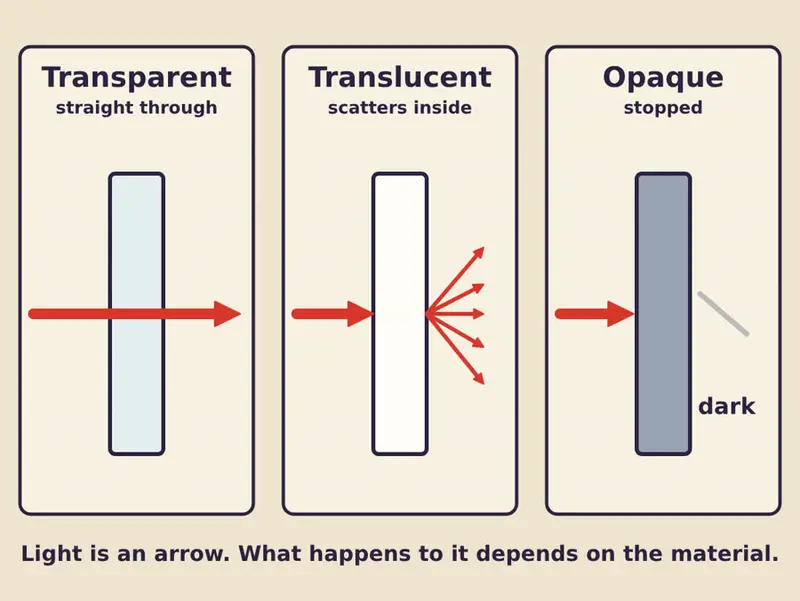 Transparent
straight through
Translucent
scatters inside
Opaque
stopped
dark
Light is an arrow. What happens to it depends on the material.